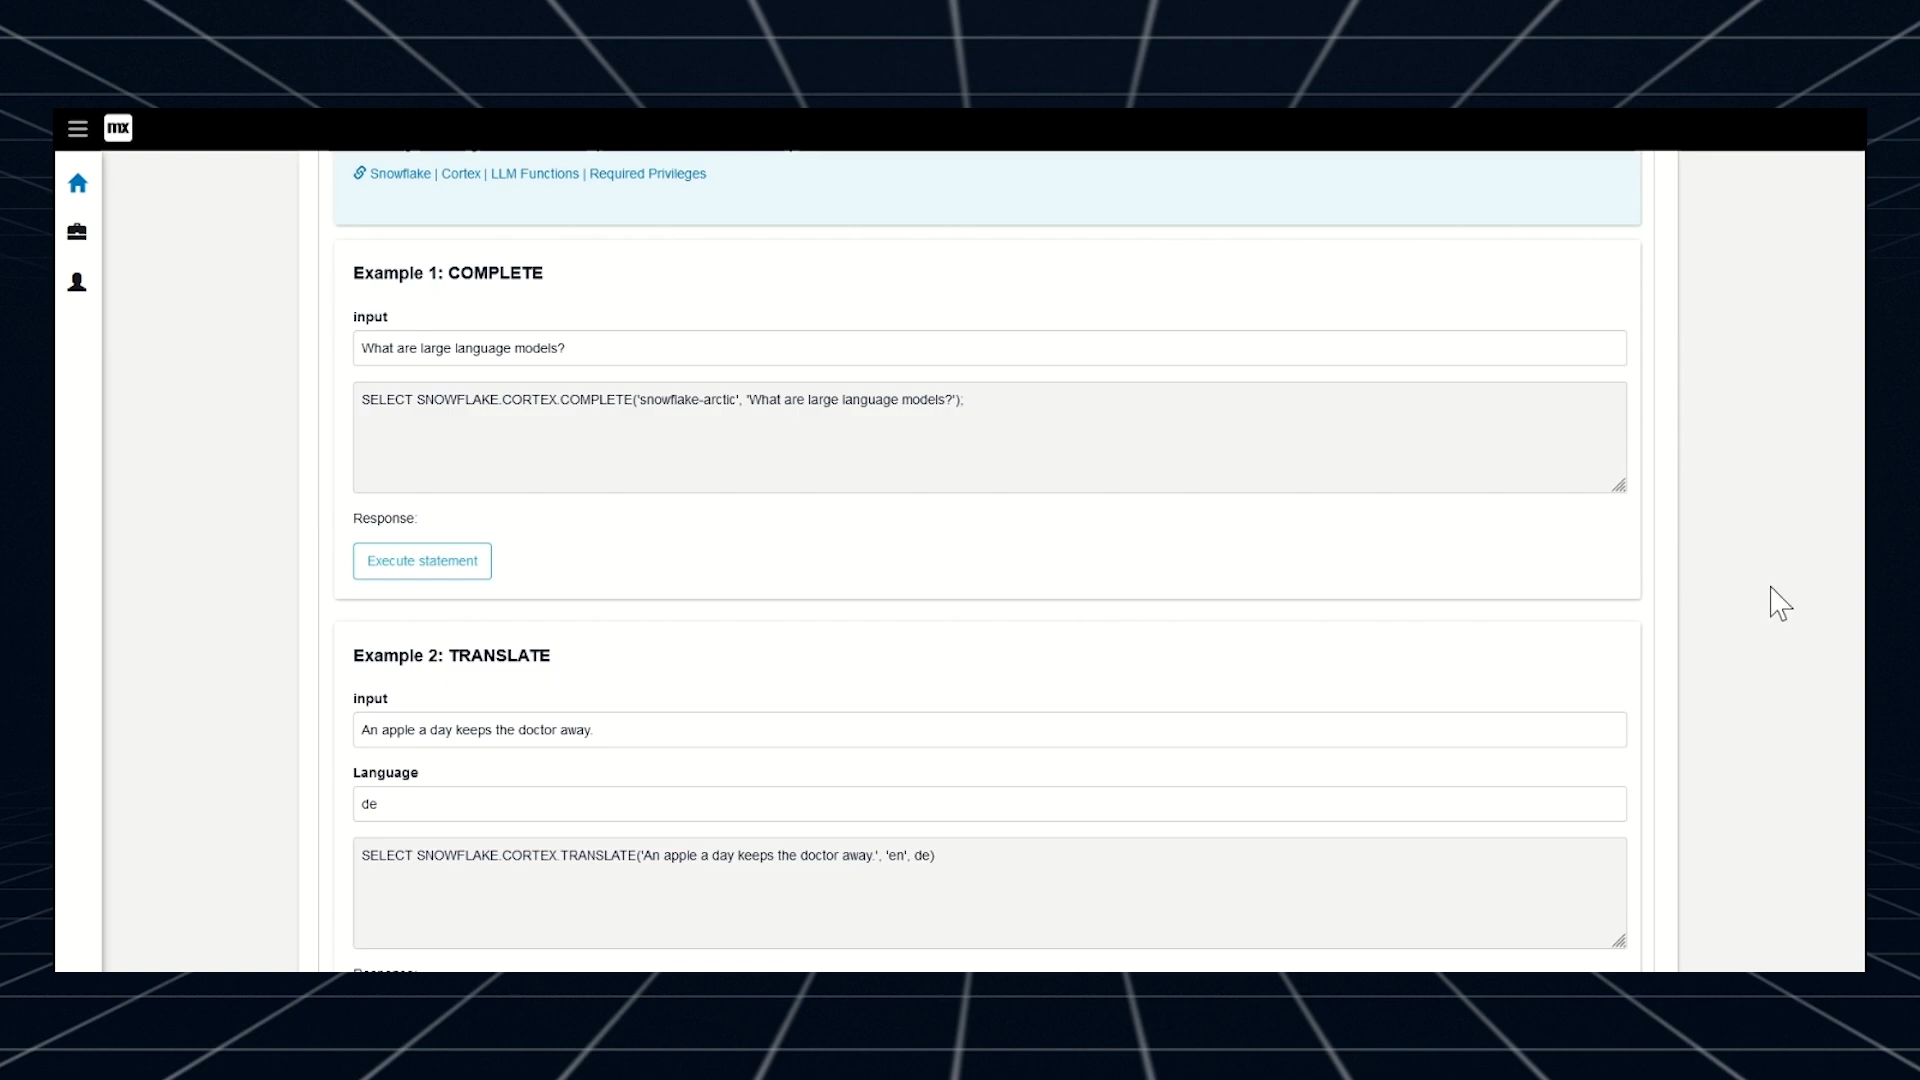 mx
Snowflake | Cortex | LLM Functions | Required Privileges
Example 1: COMPLETE
input
What are large language models?
SELECT SNOWFLAKE.CORTEX.COMPLETE('snowflake-arctic', 'What are large language models?');
Response:
Execute statement
Example 2: TRANSLATE
input
An apple a day keeps the doctor away.
Language
de
SELECT SNOWFLAKE.CORTEX.TRANSLATE('An apple a day keeps the doctor away.', 'en', de)